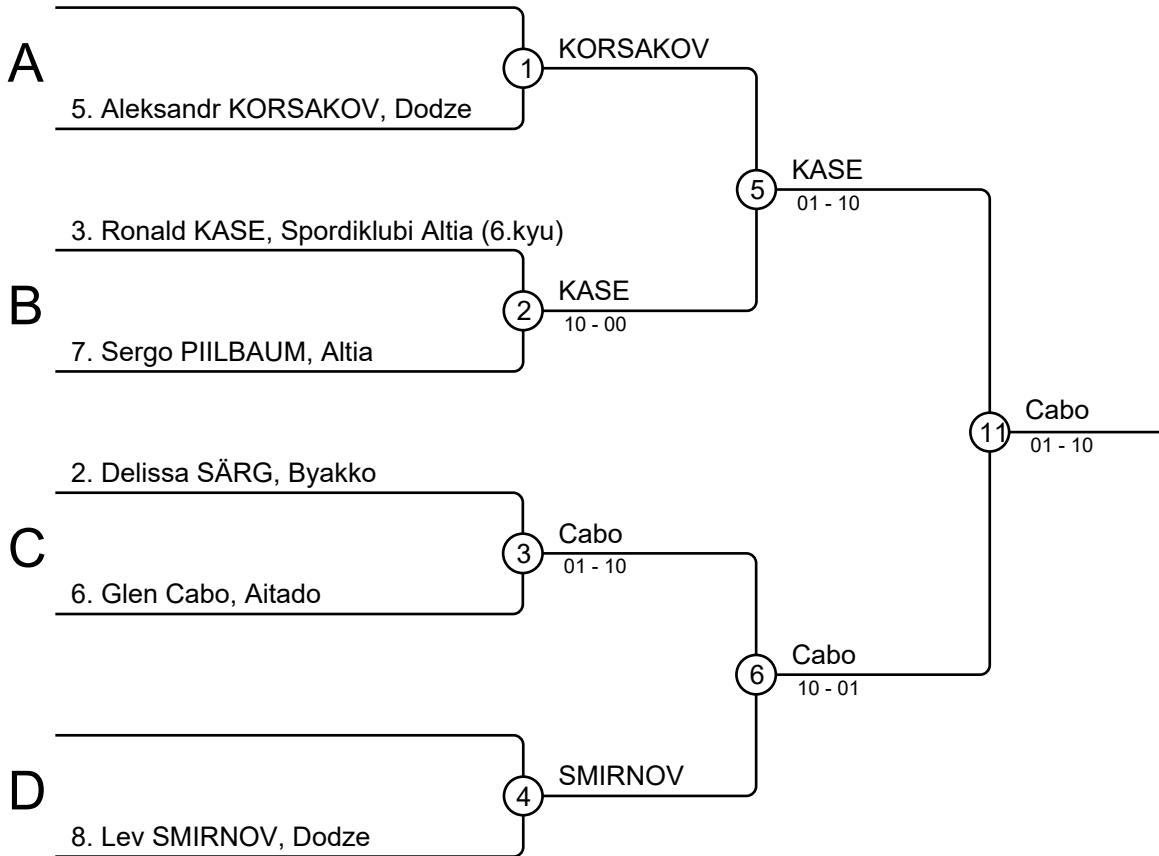 A
1
KORSAKOV
5. Aleksandr KORSAKOV, Dodze
5
KASE
01 - 10
3. Ronald KASE, Spordiklubi Altia (6.kyu)
B
2
KASE
10 - 00
7. Sergo PIILBAUM, Altia
11
Cabo
01 - 10
2. Delissa SÄRG, Byakko
C
3
Cabo
01 - 10
6. Glen Cabo, Aitado
6
Cabo
10 - 01
D
4
SMIRNOV
8. Lev SMIRNOV, Dodze